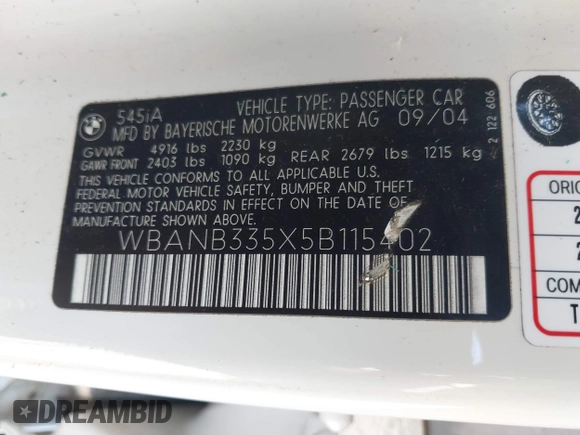 545iA VEHICLE TYPE: PASSENGER CAR
MFD BY BAYERISCHE MOTORENWERKE AG 09/04
GVWR 4916 lbs 2230 kg
GAWR FRONT 2403 lbs 1090 kg REAR 2679 lbs 1215 kg
THIS VEHICLE CONFORMS TO ALL APPLICABLE U.S.
FEDERAL MOTOR VEHICLE SAFETY, BUMPER AND THEFT
PREVENTION STANDARDS IN EFFECT ON THE DATE OF
MANUFACTURE SHOWN ABOVE.
WBANB335X5B115402
2 122 606
ORIG
2
2
COMP
T
DREAMBID